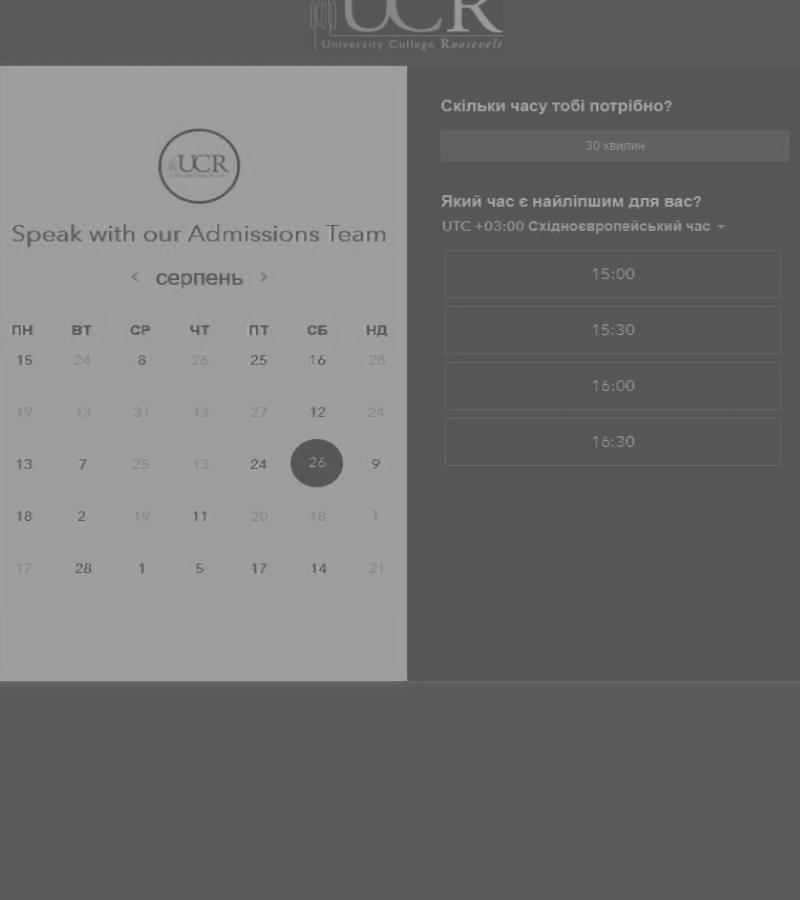 UCR
University College Roosevelt
UCR
Speak with our Admissions Team
< серпень >
ПН ВТ СР ЧТ ПТ СБ НД
15 24 8 26 25 16 28
19 13 31 13 27 12 24
13 7 25 13 24 26 9
18 2 19 11 20 18 1
17 28 1 5 17 14 21
Скільки часу тобі потрібно?
30 хвилин
Який час є найліпшим для вас?
UTC +03:00 Східноєвропейський час
15:00
15:30
16:00
16:30